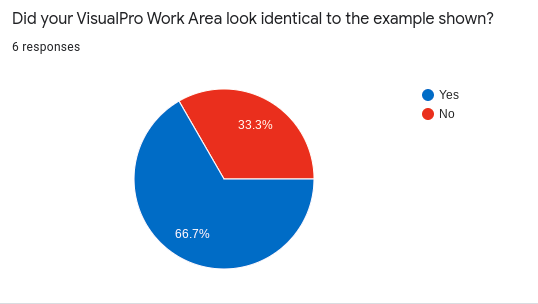 Did your VisualPro Work Area look identical to the example shown?
6 responses
Yes
No
33.3%
66.7%